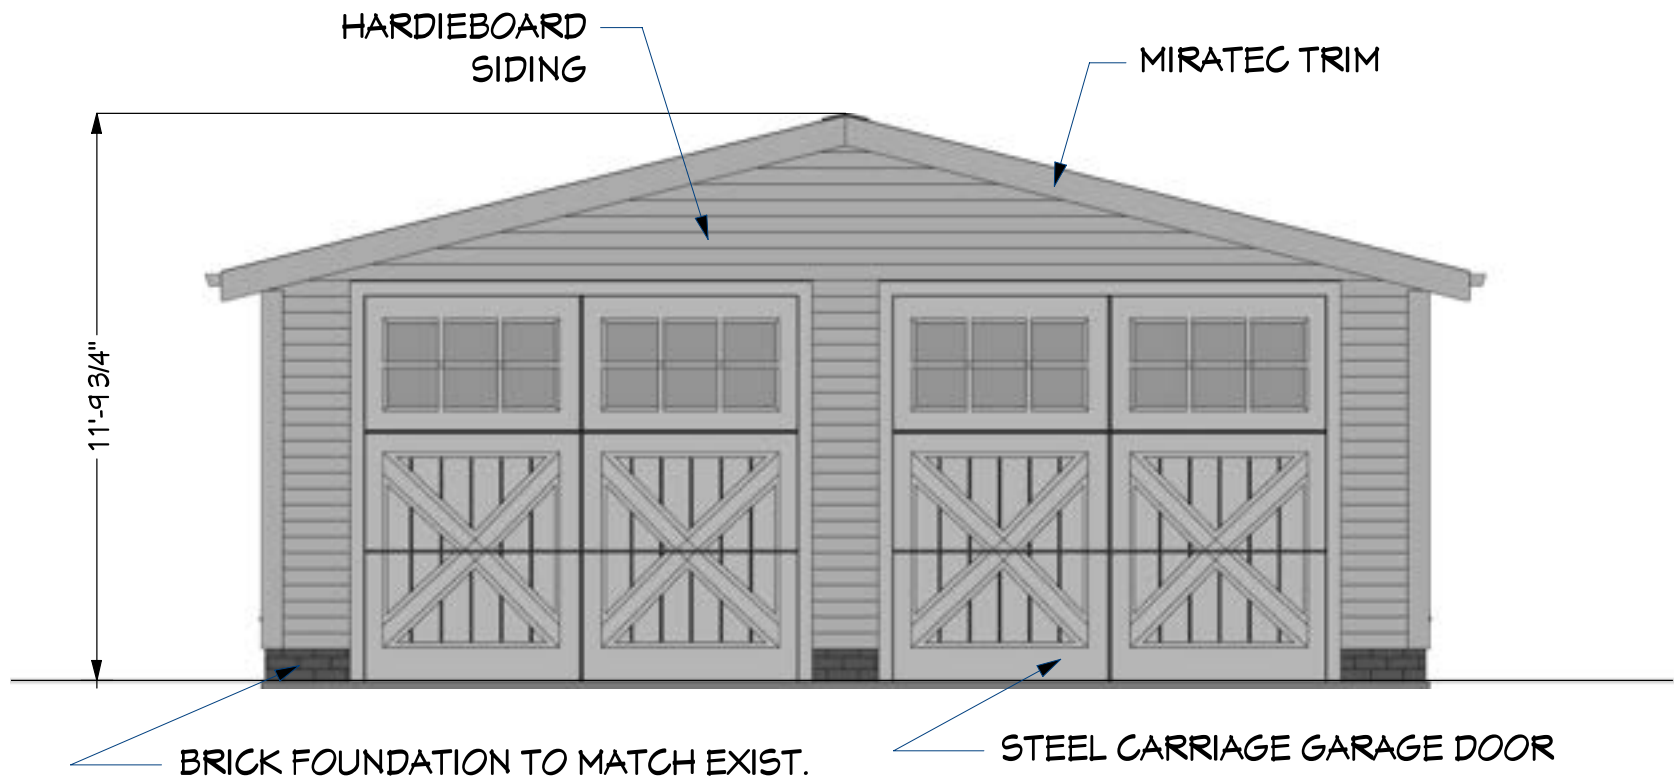 HARDIEBOARD
SIDING
MIRATEC TRIM
11'-9 3/4"
BRICK FOUNDATION TO MATCH EXIST.
STEEL CARRIAGE GARAGE DOOR